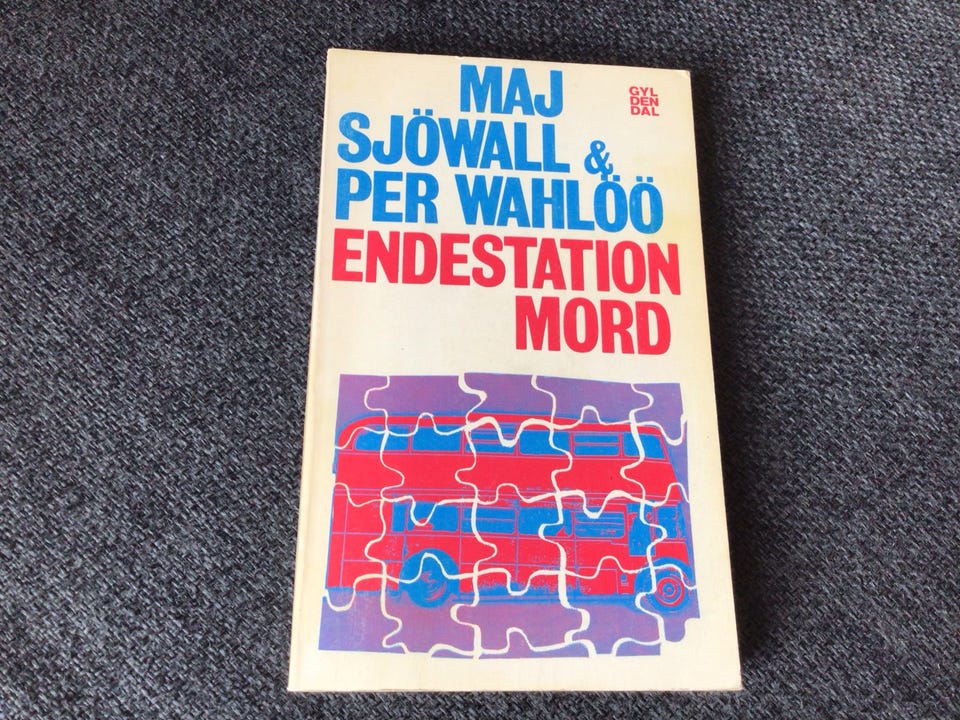 MAJ
SJÖWALL &
PER WAHLÖÖ
ENDESTATION
MORD
GYL
DEN
DAL